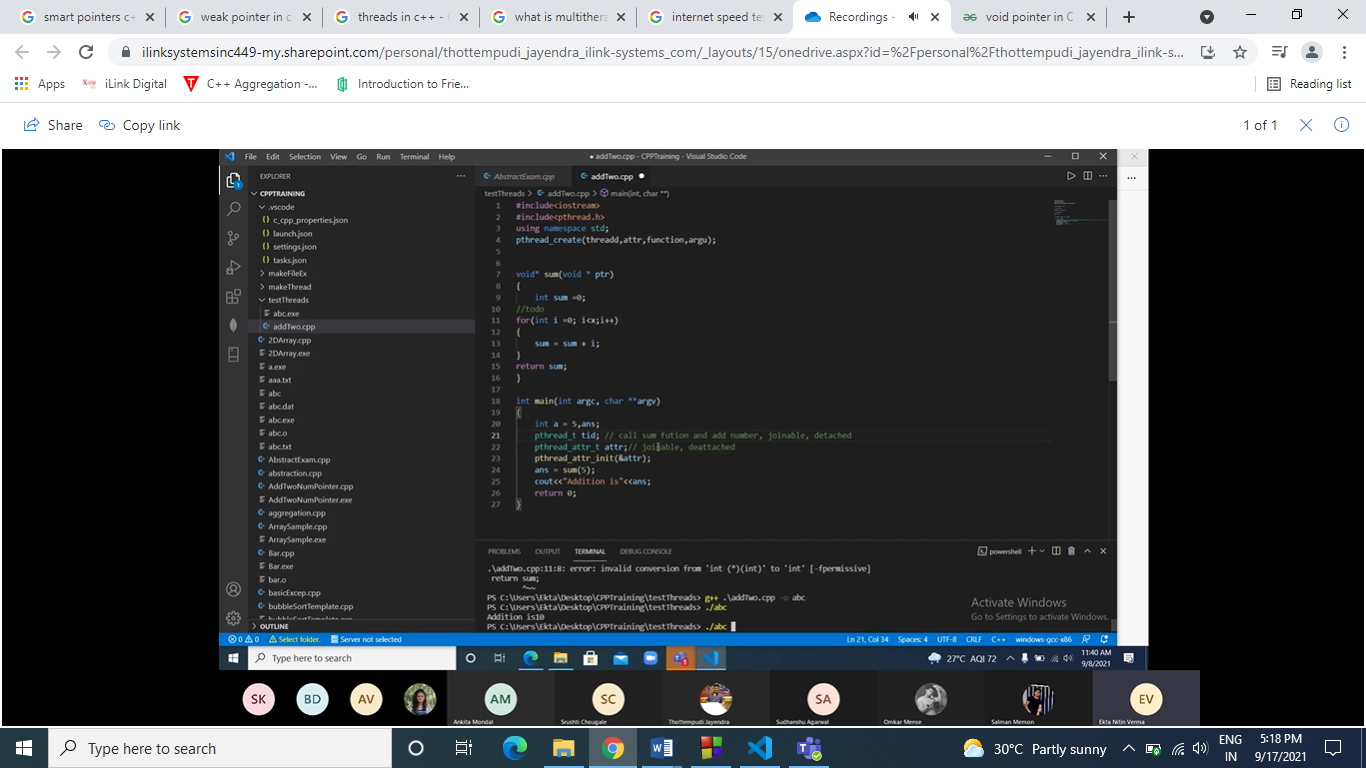 smart pointers c+
weak pointer in c
threads in c++ - G
what is multithera
internet speed te
Recordings -
void pointer in C
ilinksystemsinc449-my.sharepoint.com/personal/thottempudi_jayendra_ilink-systems_com/_layouts/15/onedrive.aspx?id=%2Fpersonal%2Fthottempudi_jayendra_ilink-s...
Apps
iLink Digital
C++ Aggregation -...
Introduction to Frie...
Reading list
Share
Copy link
1 of 1
File Edit Selection View Go Run Terminal Help
● addTwo.cpp - CPPTraining - Visual Studio Code
EXPLORER
CPPTRAINING
.vscode
c_cpp_properties.json
launch.json
settings.json
tasks.json
makeFileEx
makeThread
testThreads
abc.exe
addTwo.cpp
2DArray.cpp
2DArray.exe
a.exe
aaa.txt
abc
abc.dat
abc.exe
abc.o
abc.txt
AbstractExam.cpp
abstraction.cpp
AddTwoNumPointer.cpp
AddTwoNumPointer.exe
aggregation.cpp
ArraySample.cpp
ArraySample.exe
Bar.cpp
Bar.exe
bar.o
basicExcep.cpp
bubbleSortTemplate.cpp
OUTLINE
AbstractExam.cpp
addTwo.cpp ●
testThreads > addTwo.cpp > main(int, char **)
1 #include<iostream>
2 #include<pthread.h>
3 using namespace std;
4 pthread_create(threadd,attr,function,argu);
5
6
7 void* sum(void * ptr)
8 {
9 int sum =0;
10 //todo
11 for(int i =0; i<x;i++)
12 {
13 sum = sum + i;
14 }
15 return sum;
16 }
17
18 int main(int argc, char **argv)
19 {
20 int a = 5,ans;
21 pthread_t tid; // call sum fution and add number, joinable, detached
22 pthread_attr_t attr;// joinable, deattached
23 pthread_attr_init(&attr);
24 ans = sum(5);
25 cout<<"Addition is"<<ans;
26 return 0;
27 }
PROBLEMS OUTPUT TERMINAL DEBUG CONSOLE
powershell
.\addTwo.cpp:11:8: error: invalid conversion from 'int (*)(int)' to 'int' [-fpermissive]
return sum;
^~~
PS C:\Users\Ekta\Desktop\CPPTraining\testThreads> g++ .\addTwo.cpp -o abc
PS C:\Users\Ekta\Desktop\CPPTraining\testThreads> ./abc
Addition is10
PS C:\Users\Ekta\Desktop\CPPTraining\testThreads> ./abc
Activate Windows
Go to Settings to activate Windows.
0 0 Select folder. Server not selected
Ln 21, Col 34 Spaces: 4 UTF-8 CRLF C++ windows-gcc-x86
Type here to search
27°C AQI 72
11:40 AM
9/8/2021
SK
BD
AV
AM
Ankita Mondal
SC
Srushti Chougale
Thottempudi Jayendra
SA
Sudhanshu Agarwal
Omkar Mense
Salman Memon
EV
Ekta Nitin Verma
Type here to search
30°C Partly sunny
ENG
IN
5:18 PM
9/17/2021